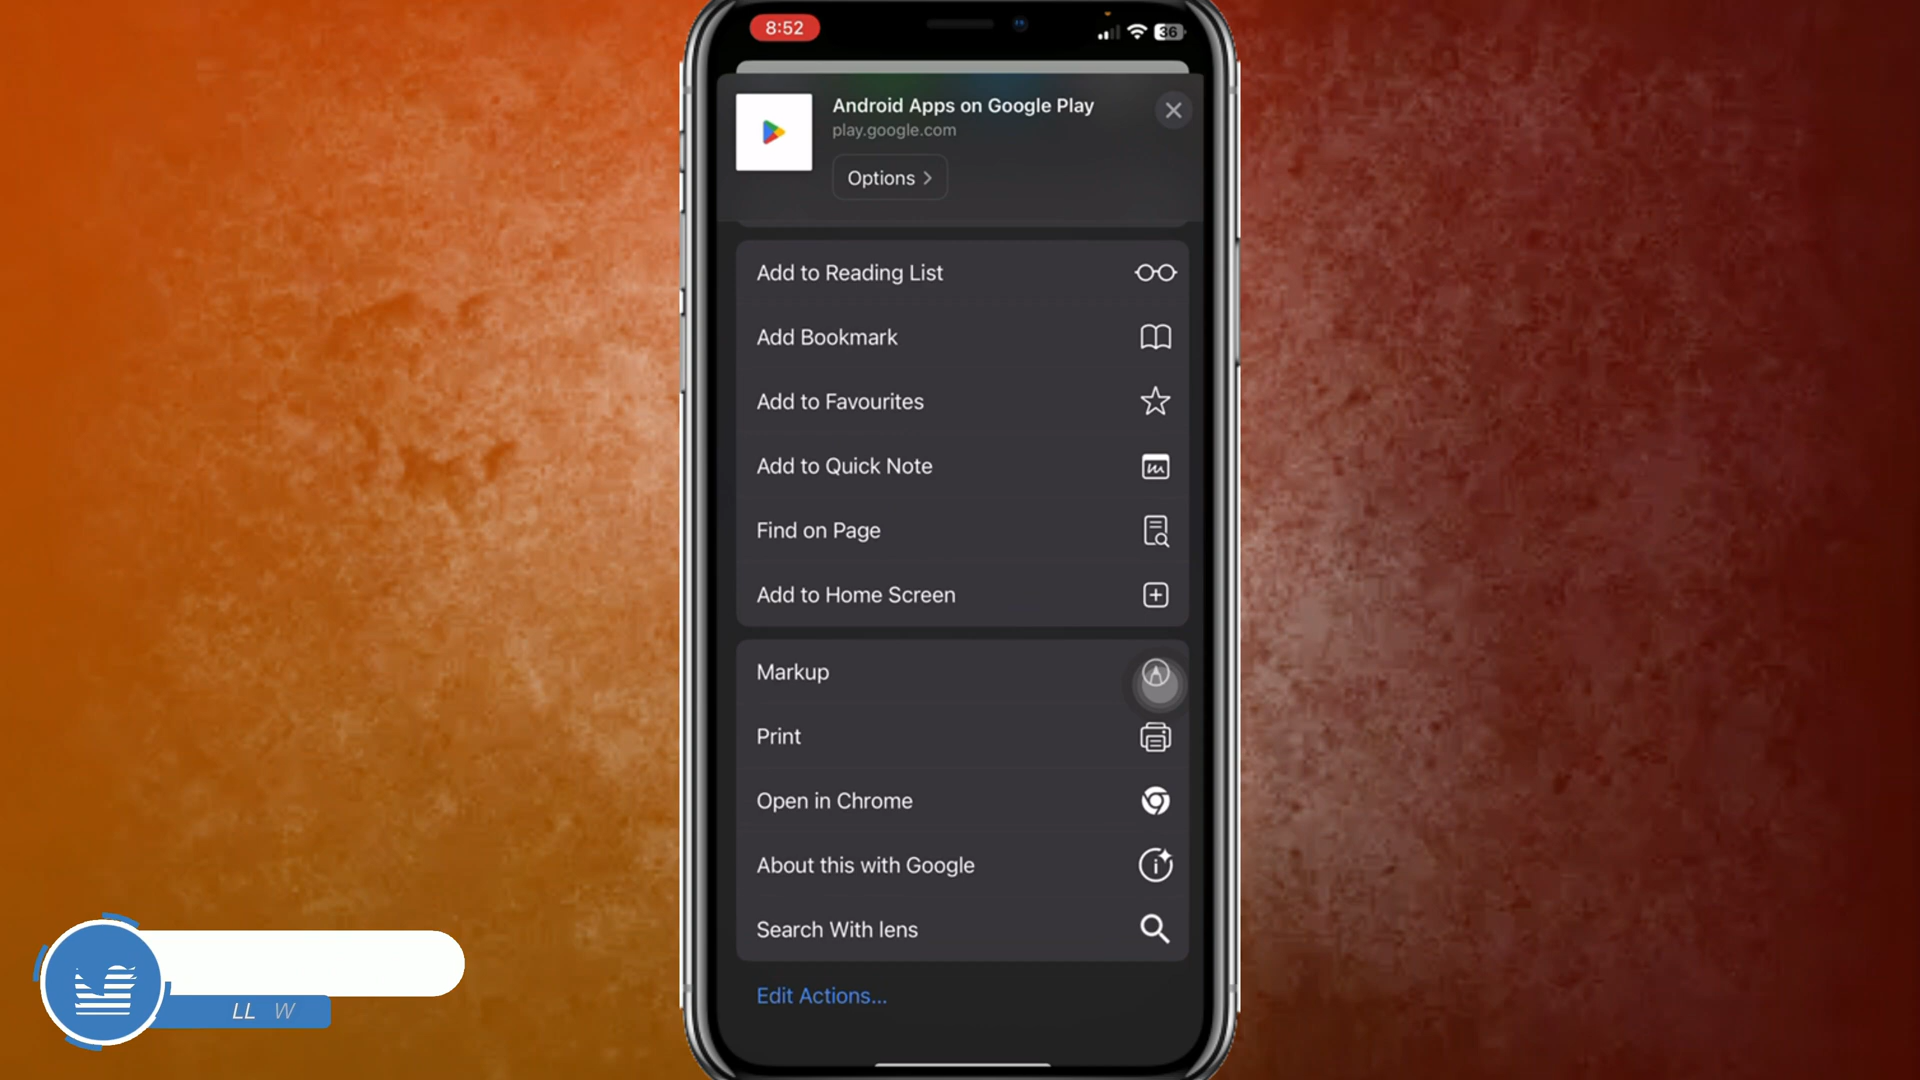 8:52
36
Android Apps on Google Play
play.google.com
Options
Add to Reading List
Add Bookmark
Add to Favourites
Add to Quick Note
Find on Page
Add to Home Screen
Markup
Print
Open in Chrome
About this with Google
Search With lens
Edit Actions...
LL W